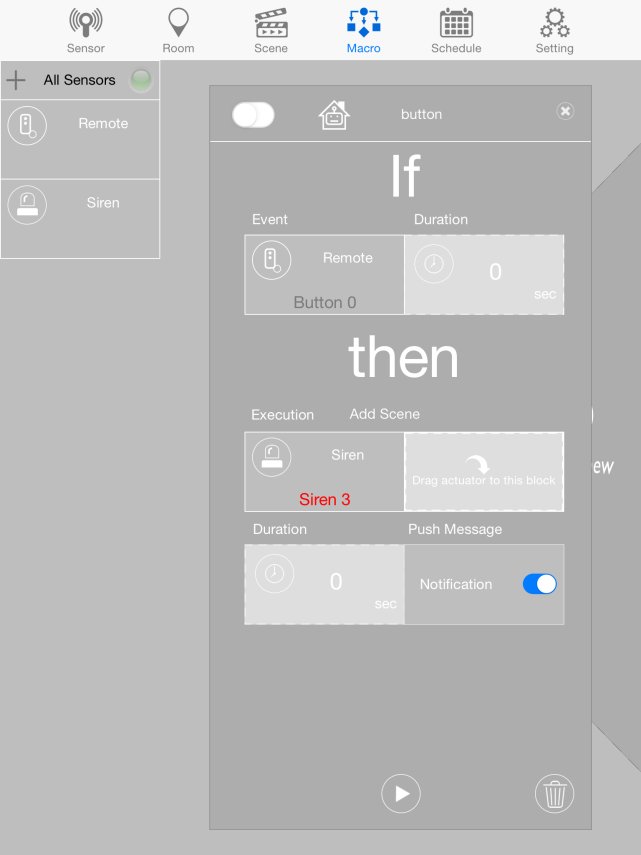 Sensor Room Scene Macro Schedule Setting
All Sensors
Remote
Siren
button
If
Event Duration
Remote
0
sec
Button 0
then
Execution Add Scene
Siren
Drag actuator to this block
Siren 3
Duration Push Message
0
sec
Notification
ew